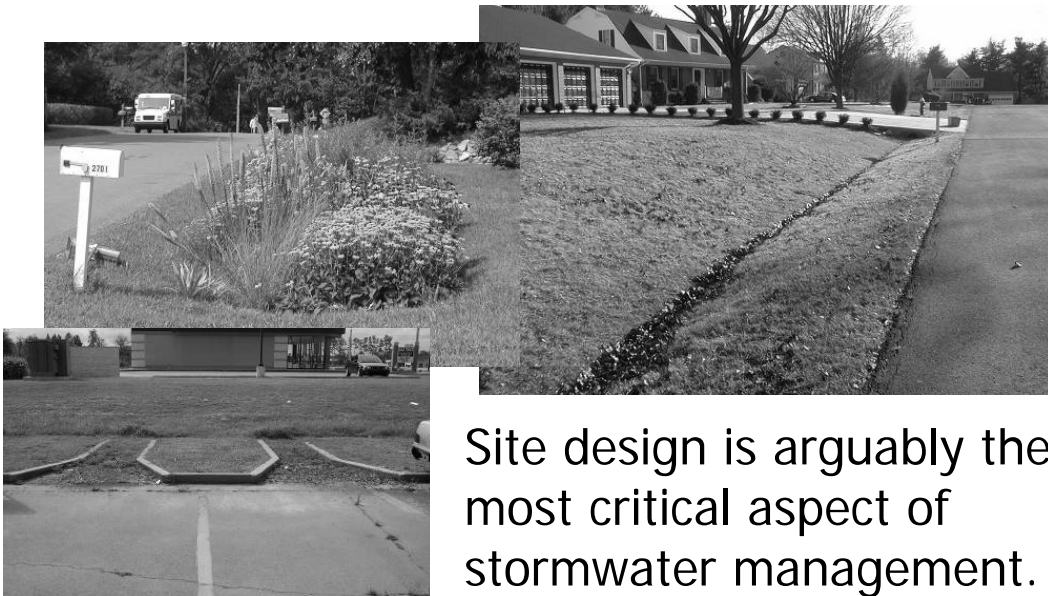 2701
Site design is arguably the
most critical aspect of
stormwater management.